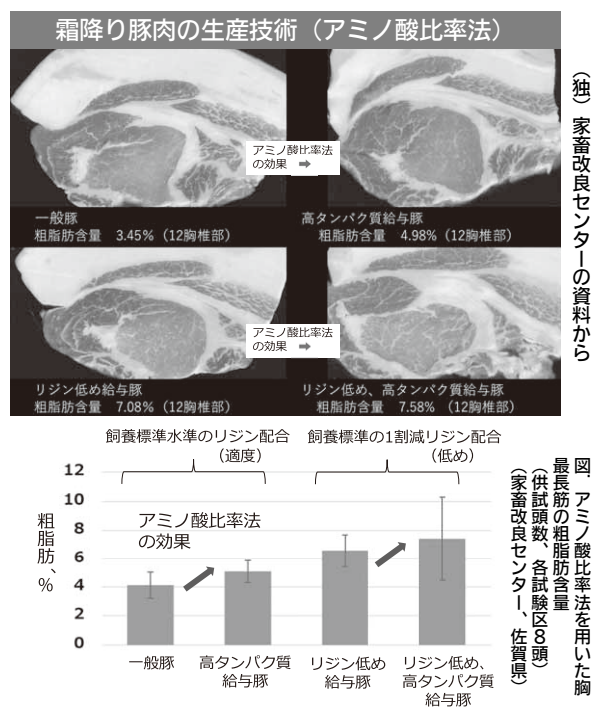 霜降り豚肉の生産技術（アミノ酸比率法）
（独）家畜改良センターの資料から
アミノ酸比率法
の効果 ➡
一般豚
粗脂肪含量　3.45%（12胸椎部）
高タンパク質給与豚
粗脂肪含量　4.98%（12胸椎部）
アミノ酸比率法
の効果 ➡
リジン低め給与豚
粗脂肪含量　7.08%（12胸椎部）
リジン低め、高タンパク質給与豚
粗脂肪含量　7.58%（12胸椎部）
飼養標準水準のリジン配合
（適度）
飼養標準の1割減リジン配合
（低め）
粗脂肪、%
12
10
8
6
4
2
0
アミノ酸比率法
の効果
一般豚
高タンパク質
給与豚
リジン低め
給与豚
リジン低め、
高タンパク質
給与豚
図．アミノ酸比率法を用いた胸
最長筋の粗脂肪含量
（供試頭数、各試験区８頭）
（家畜改良センター、佐賀県）